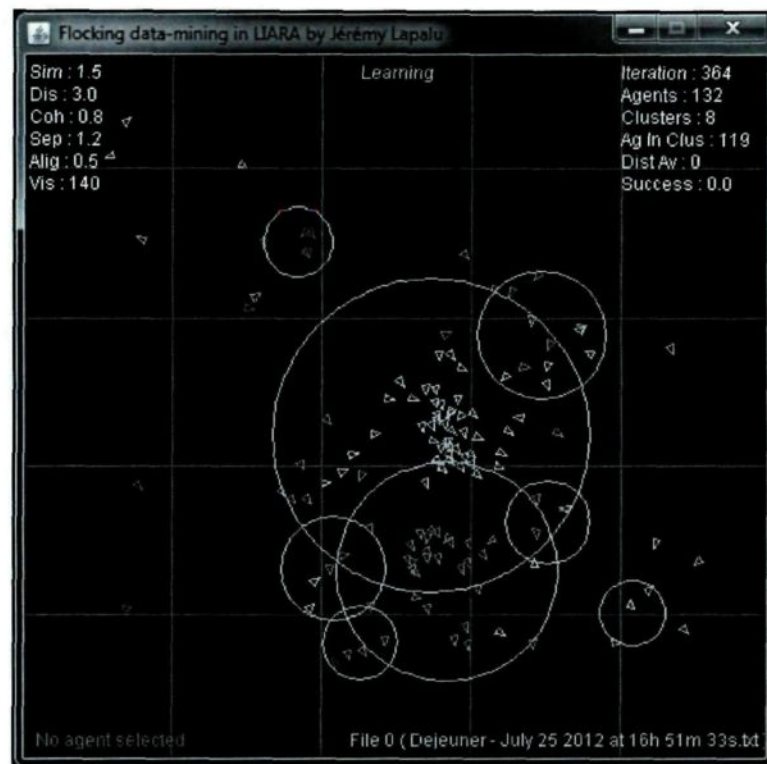 Flocking data-mining in LIARA by Jérémy Lapalu
Sim : 1.5
Dis : 3.0
Coh : 0.8
Sep : 1.2
Alig : 0.5
Vis : 140
Learning
Iteration : 364
Agents : 132
Clusters : 8
Ag In Clus : 119
Dist Av : 0
Success : 0.0
No agent selected
File 0 ( Dejeuner - July 25 2012 at 16h 51m 33s.txt